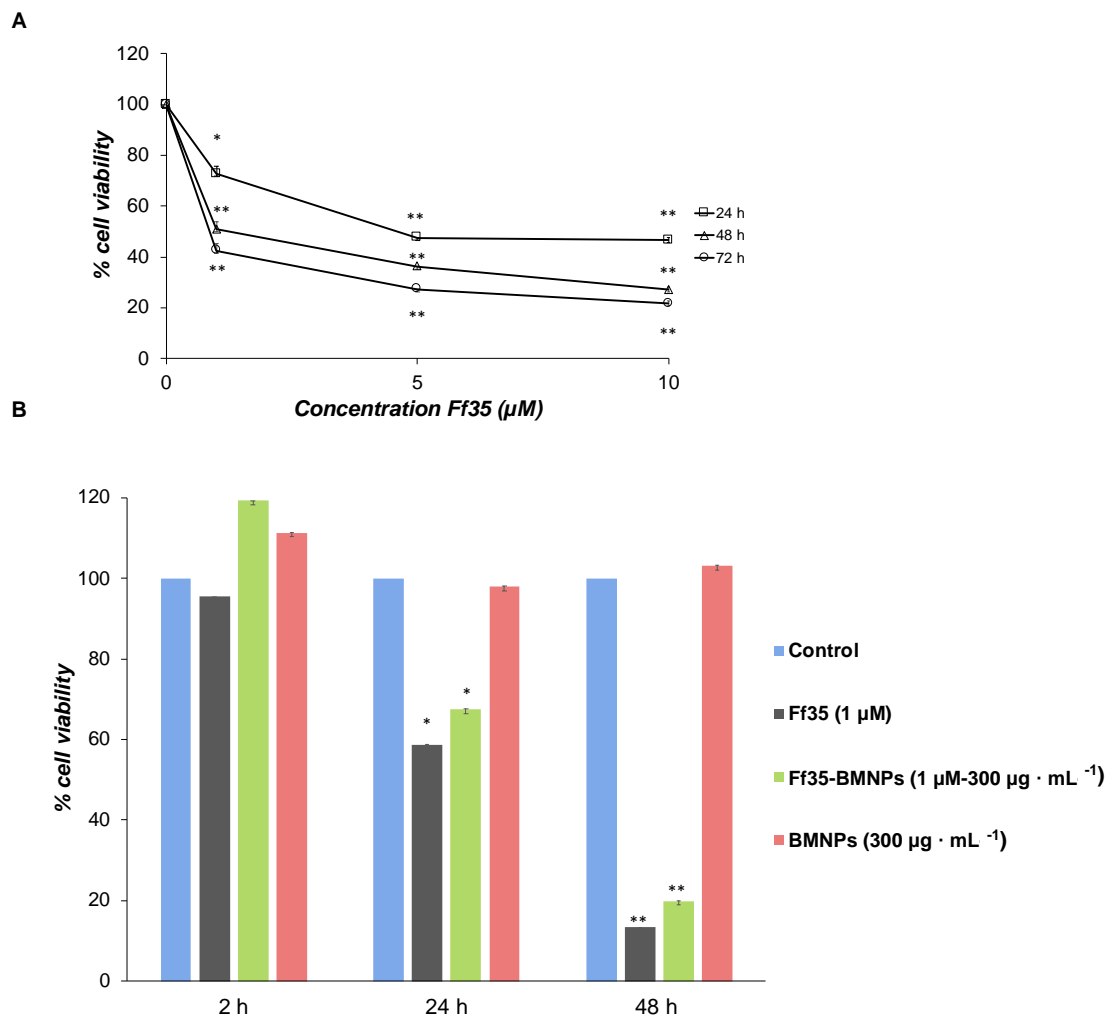 A
120
100
80
60
40
20
0
% cell viability
*
**
**
**
**
**
**
**
**
24 h
48 h
72 h
0 5 10
Concentration Ff35 (µM)
B
120
100
80
60
40
20
0
% cell viability
*
*
**
**
2 h 24 h 48 h
Control
Ff35 (1 µM)
Ff35-BMNPs (1 µM-300 µg · mL ⁻¹)
BMNPs (300 µg · mL ⁻¹)